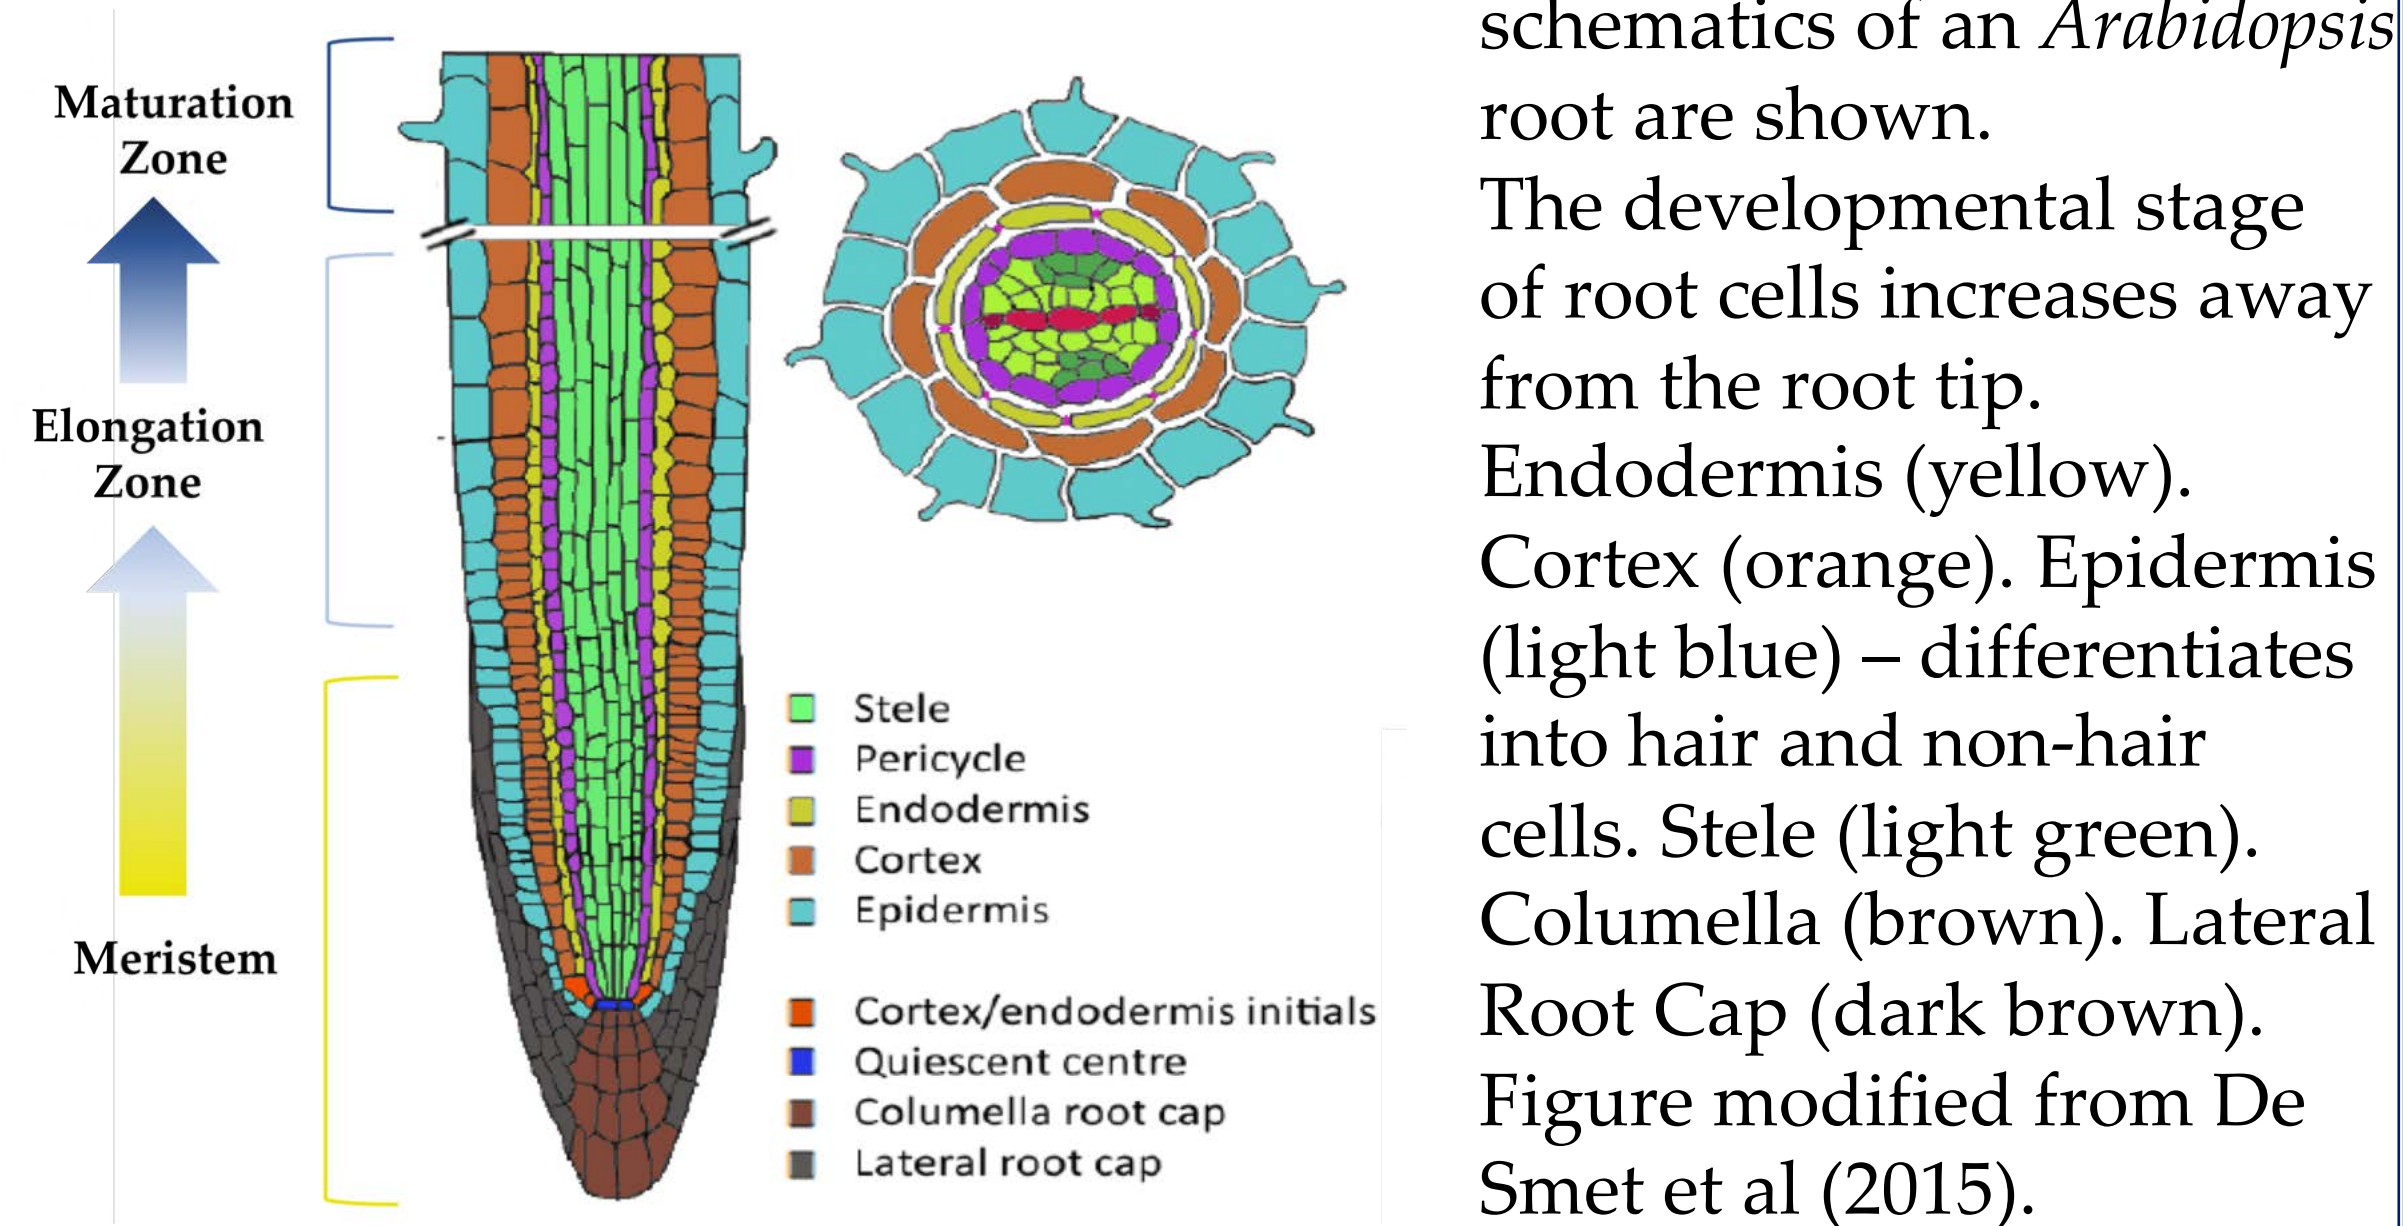 Maturation
Zone
Elongation
Zone
Meristem
Stele
Pericycle
Endodermis
Cortex
Epidermis
Cortex/endodermis initials
Quiescent centre
Columella root cap
Lateral root cap
schematics of an Arabidopsis
root are shown.
The developmental stage
of root cells increases away
from the root tip.
Endodermis (yellow).
Cortex (orange). Epidermis
(light blue) – differentiates
into hair and non-hair
cells. Stele (light green).
Columella (brown). Lateral
Root Cap (dark brown).
Figure modified from De
Smet et al (2015).